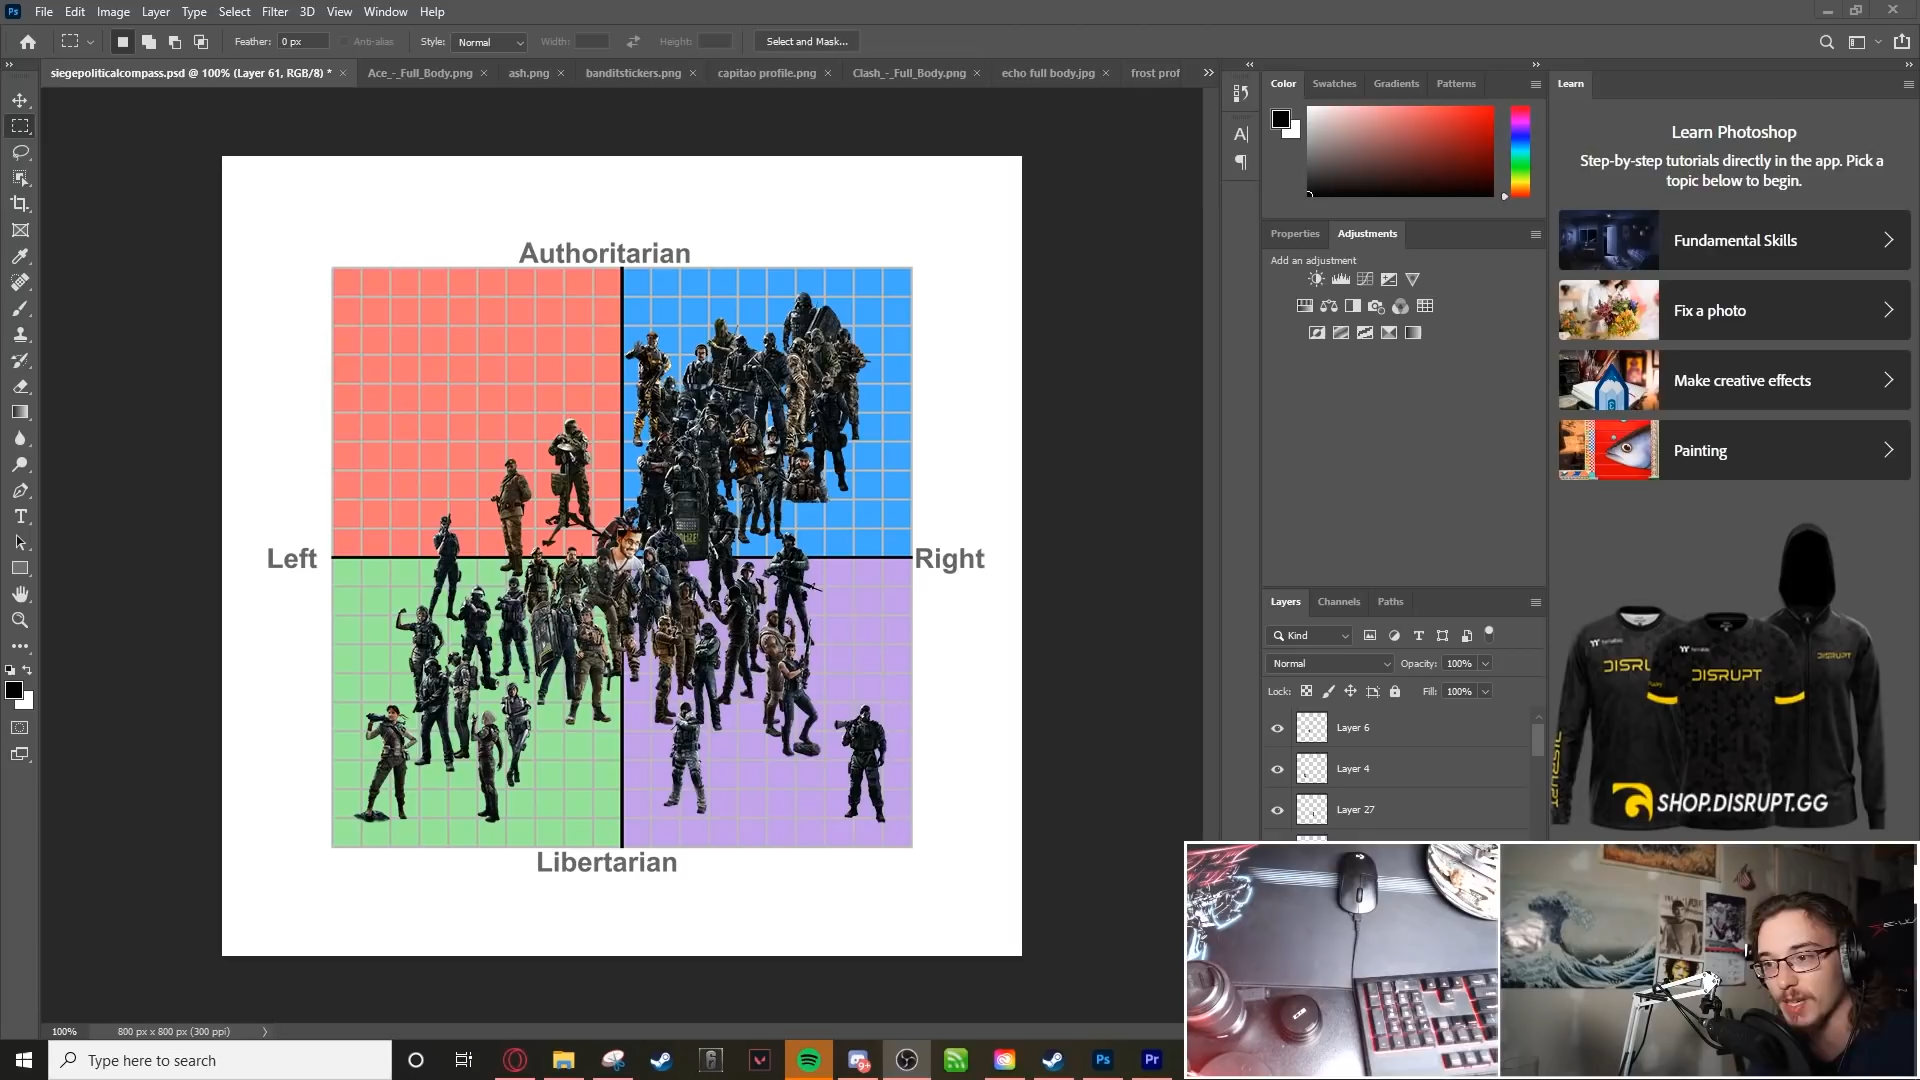 Ps File Edit Image Layer Type Select Filter 3D View Window Help
Feather: 0 px Anti-alias Style: Normal Width: Height: Select and Mask...
siegepoliticalcompass.psd @ 100% (Layer 61, RGB/8) * × Ace_-_Full_Body.png × ash.png × banditstickers.png × capitao profile.png × Clash_-_Full_Body.png × echo full body.jpg × frost prof
Color Swatches Gradients Patterns
Learn
Learn Photoshop
Step-by-step tutorials directly in the app. Pick a
topic below to begin.
Fundamental Skills
Fix a photo
Make creative effects
Painting
Properties Adjustments
Add an adjustment
Authoritarian
Left
Right
Libertarian
Layers Channels Paths
Kind
Normal Opacity: 100%
Lock: Fill: 100%
Layer 6
Layer 4
Layer 27
DISRUPT
DISRUPT
SHOP.DISRUPT.GG
100% 800 px x 800 px (300 ppi)
Type here to search
Ps Pr